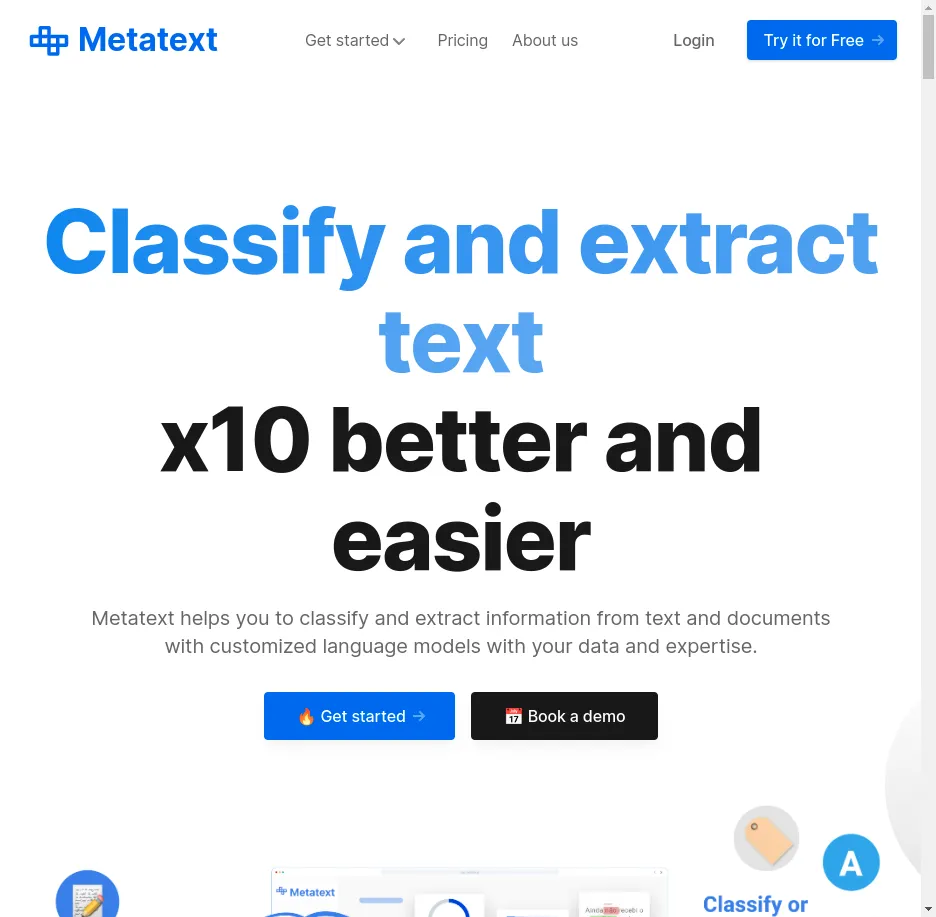 Metatext
Get started
Pricing
About us
Login
Try it for Free →
Classify and extract
text
x10 better and
easier
Metatext helps you to classify and extract information from text and documents
with customized language models with your data and expertise.
🔥 Get started →
📅 Book a demo
A
Metatext
Classify or